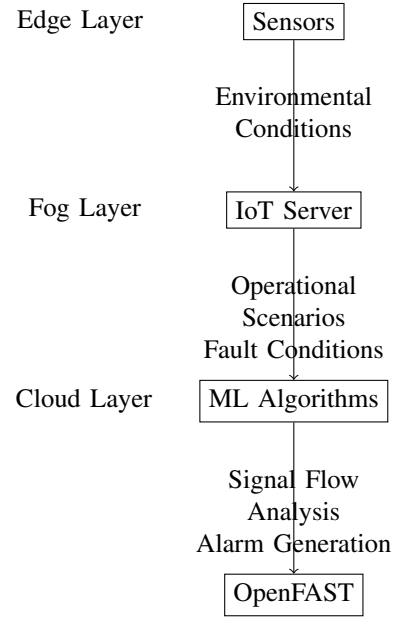 Edge Layer
Sensors
Environmental
Conditions
Fog Layer
IoT Server
Operational
Scenarios
Fault Conditions
Cloud Layer
ML Algorithms
Signal Flow
Analysis
Alarm Generation
OpenFAST